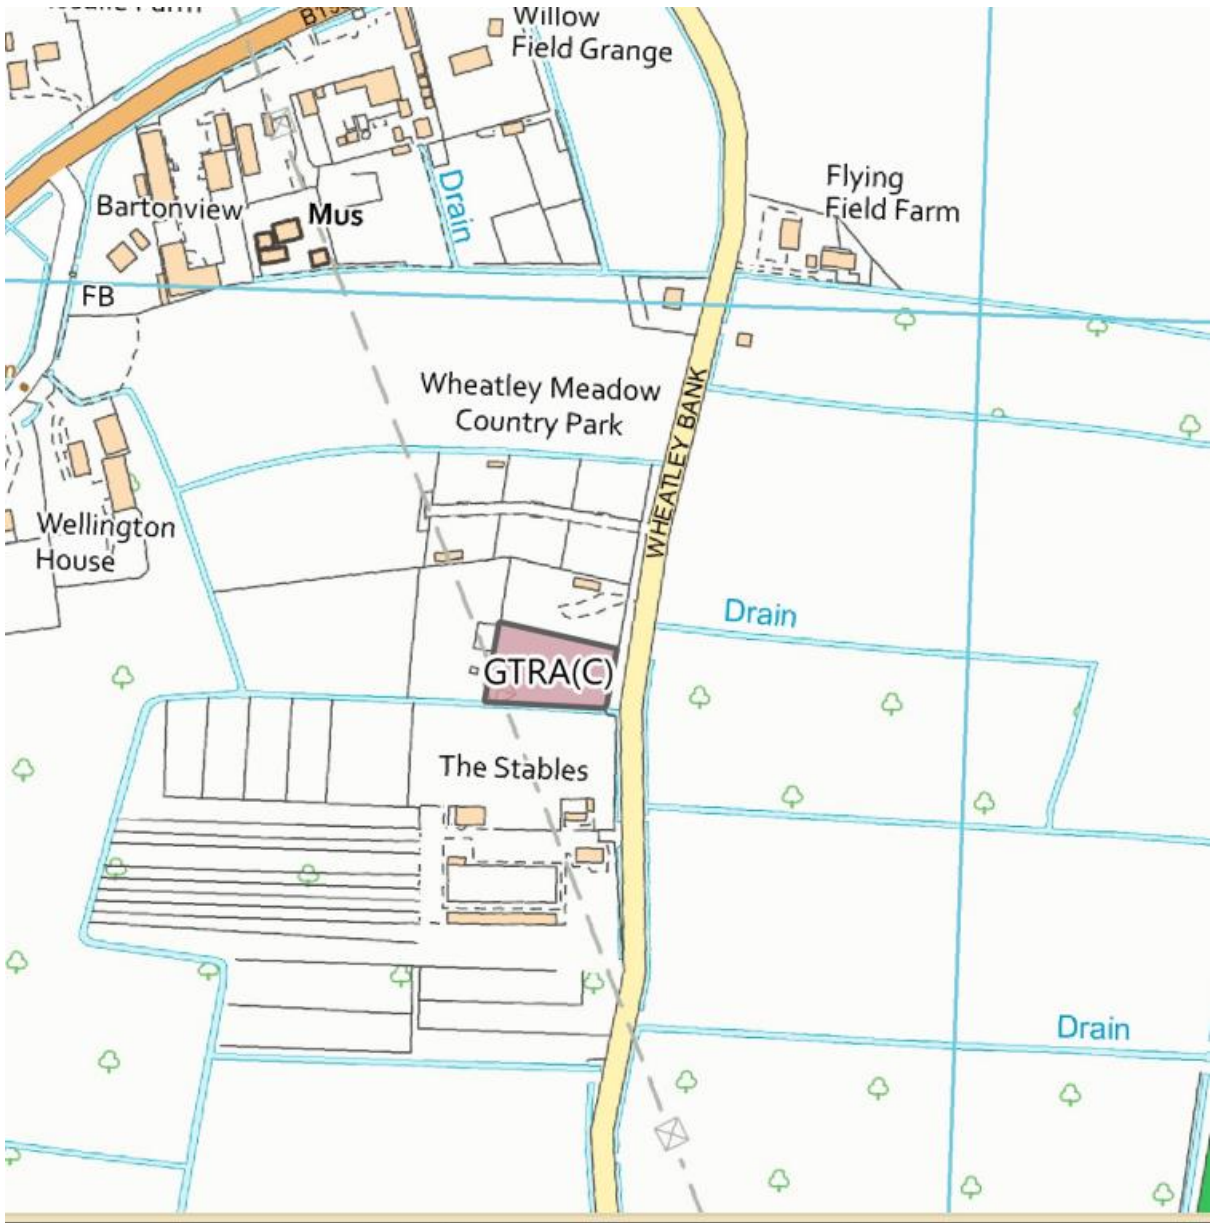 Willow
Field Grange
Flying
Field Farm
Drain
Bartonview
Mus
FB
Wheatley Meadow
Country Park
WHEATLEY BANK
Wellington
House
Drain
GTRA(C)
The Stables
Drain